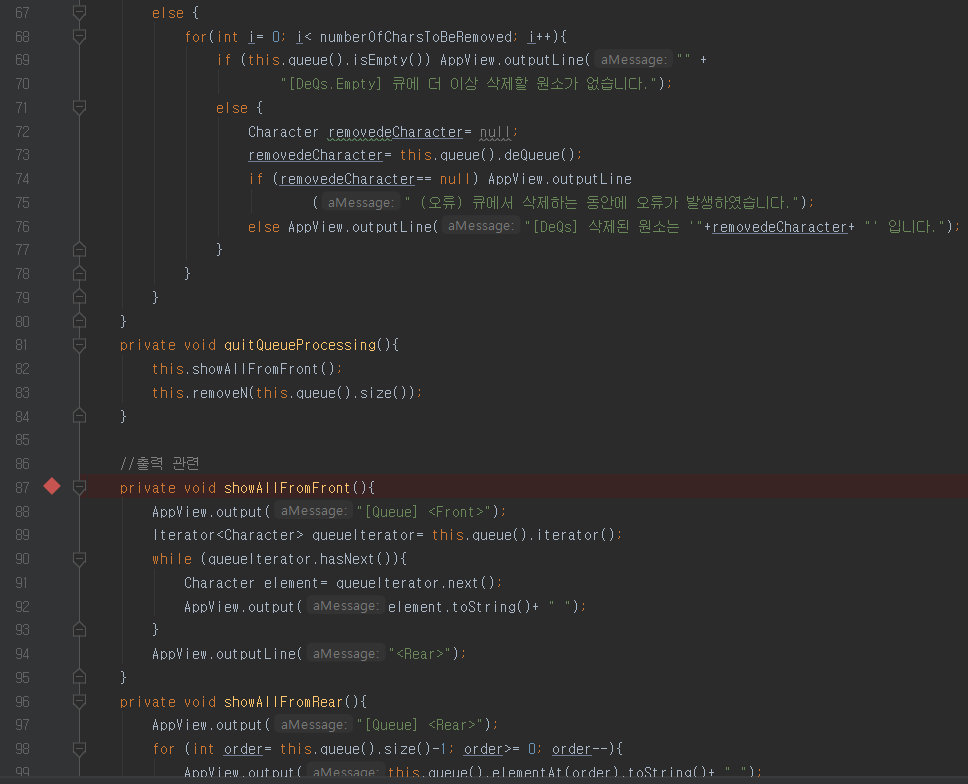 67 else {
68 for(int i= 0; i< numberOfCharsToBeRemoved; i++){
69 if (this.queue().isEmpty()) AppView.outputLine( aMessage: "" +
70 "[DeQs.Empty] 큐에 더 이상 삭제할 원소가 없습니다.");
71 else {
72 Character removedeCharacter= null;
73 removedeCharacter= this.queue().deQueue();
74 if (removedeCharacter== null) AppView.outputLine
75 ( aMessage: " (오류) 큐에서 삭제하는 동안에 오류가 발생하였습니다.");
76 else AppView.outputLine( aMessage: "[DeQs] 삭제된 원소는 '"+removedeCharacter+ "' 입니다.");
77 }
78 }
79 }
80 }
81 private void quitQueueProcessing(){
82 this.showAllFromFront();
83 this.removeN(this.queue().size());
84 }
85
86 //출력 관련
87 private void showAllFromFront(){
88 AppView.output( aMessage: "[Queue] <Front>");
89 Iterator<Character> queueIterator= this.queue().iterator();
90 while (queueIterator.hasNext()){
91 Character element= queueIterator.next();
92 AppView.output( aMessage: element.toString()+ " ");
93 }
94 AppView.outputLine( aMessage: "<Rear>");
95 }
96 private void showAllFromRear(){
97 AppView.output( aMessage: "[Queue] <Rear>");
98 for (int order= this.queue().size()-1; order>= 0; order--){
99 AppView.output( aMessage: this.queue().elementAt(order).toString()+ " ");